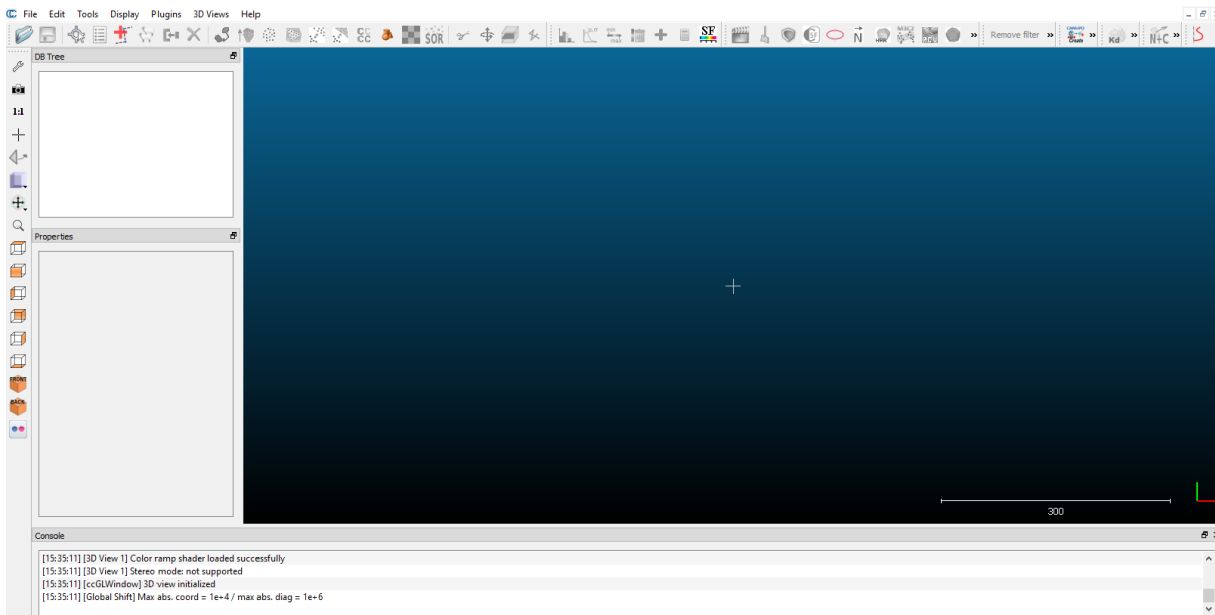 File Edit Tools Display Plugins 3D Views Help
SOR SF N Remove filter Create Kd N+C
1:1
DB Tree
Properties
FRONT
BACK
300
Console
[15:35:11] [3D View 1] Color ramp shader loaded successfully
[15:35:11] [3D View 1] Stereo mode: not supported
[15:35:11] [ccGLWindow] 3D view initialized
[15:35:11] [Global Shift] Max abs. coord = 1e+4 / max abs. diag = 1e+6